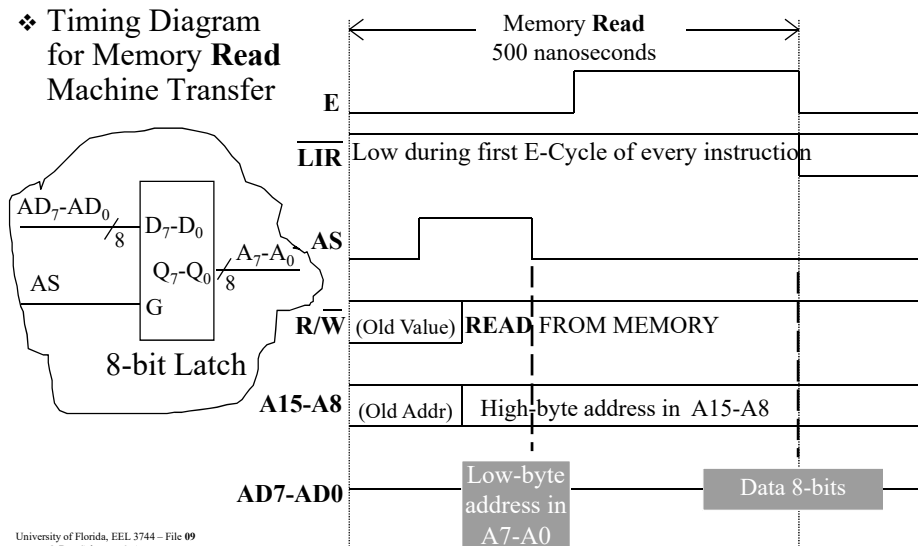 ❖ Timing Diagram
for Memory Read
Machine Transfer
Memory Read
500 nanoseconds
E
LIR
Low during first E-Cycle of every instruction
AD7-AD0
8
D7-D0
AS
Q7-Q0
8
A7-A0
AS
G
8-bit Latch
R/W
(Old Value)
READ FROM MEMORY
A15-A8
(Old Addr)
High-byte address in A15-A8
AD7-AD0
Low-byte
address in
A7-A0
Data 8-bits
University of Florida, EEL 3744 – File 09